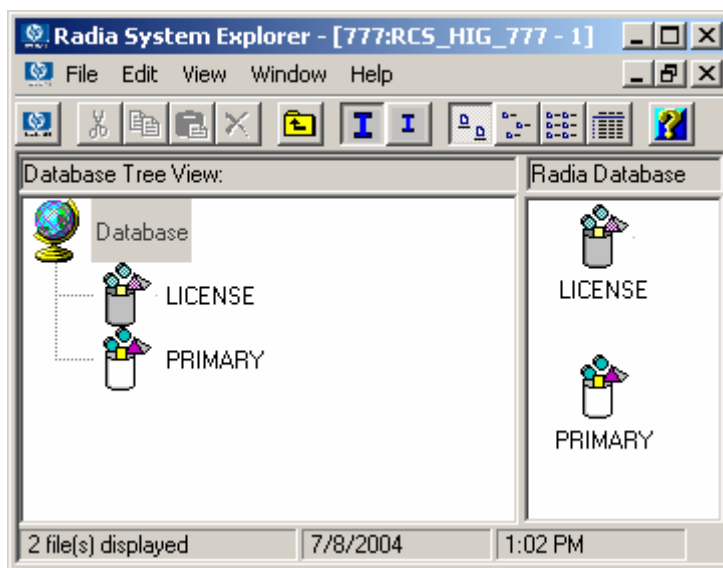 Radia System Explorer - [777:RCS_HIG_777 - 1]
File Edit View Window Help
Database Tree View:
Radia Database
Database
LICENSE
PRIMARY
LICENSE
PRIMARY
2 file(s) displayed
7/8/2004
1:02 PM